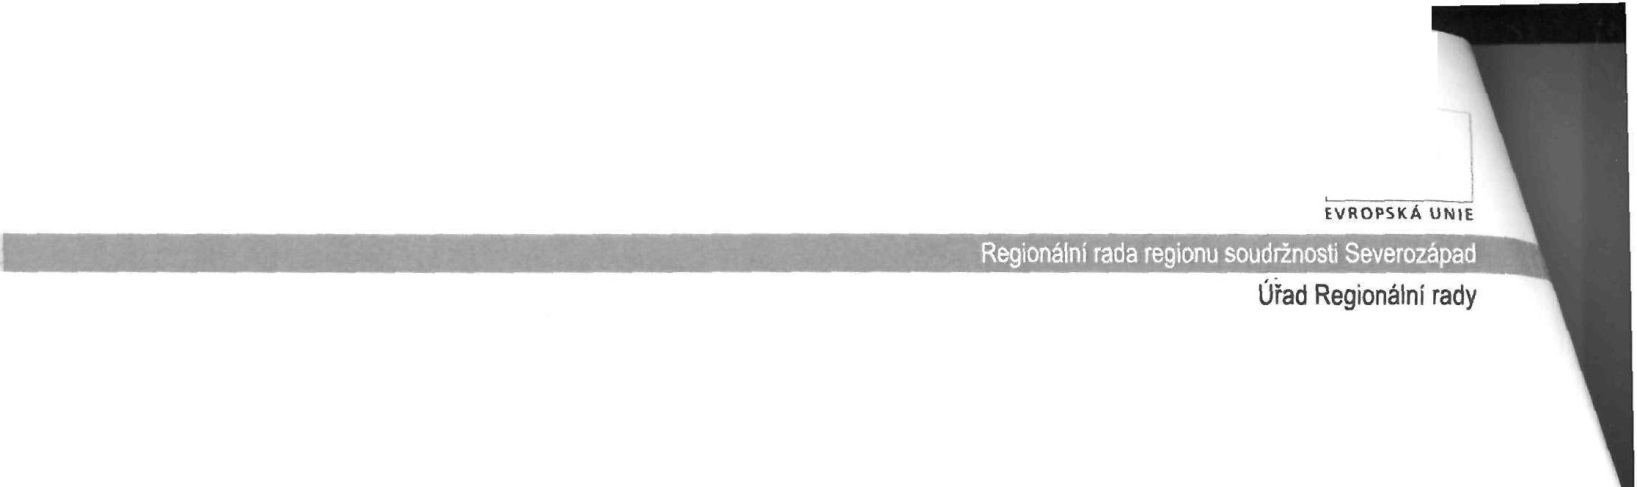 EVROPSKÁ UNIE
Regionální rada regionu soudržnosti Severozápad
Úřad Regionální rady